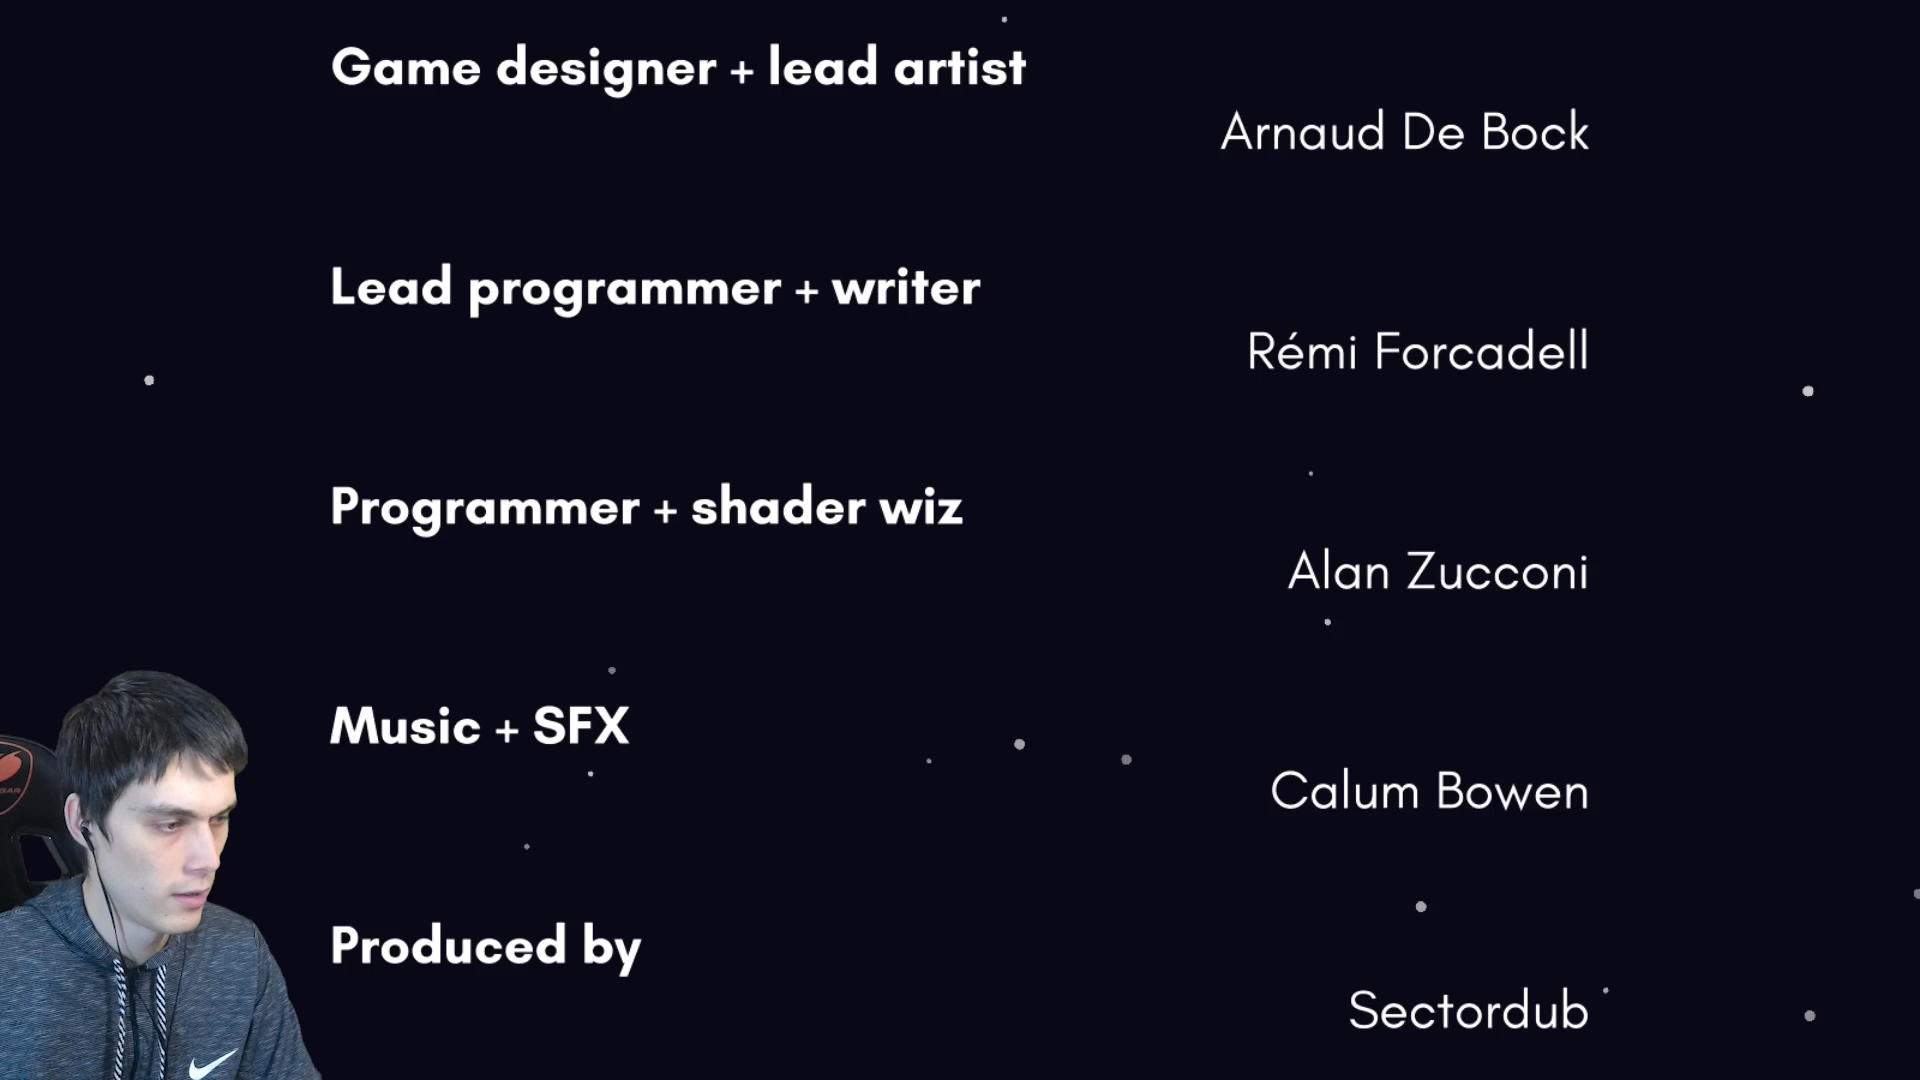 Game designer + lead artist
Arnaud De Bock
Lead programmer + writer
Rémi Forcadell
Programmer + shader wiz
Alan Zucconi
Music + SFX
Calum Bowen
Produced by
Sectordub